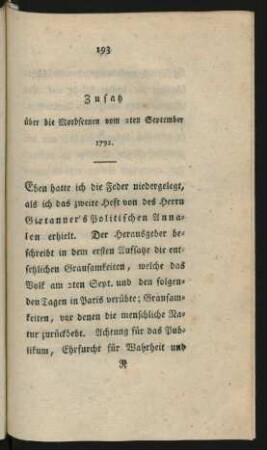 193
Zusatz
über die Mordscenen vom 2ten September
1792.
Eben hatte ich die Feder niedergelegt,
als ich das zweite Heft von des Herrn
Girtanner's Politischen Anna-
len erhielt. Der Herausgeber be-
schreibt in dem ersten Aufsatze die ent-
setzlichen Grausamkeiten, welche das
Volk am 2ten Sept. und den folgen-
den Tagen in Paris verübte; Grausam-
keiten, vor denen die menschliche Na-
tur zurückbebt. Achtung für das Pub-
likum, Ehrfurcht für Wahrheit und
N